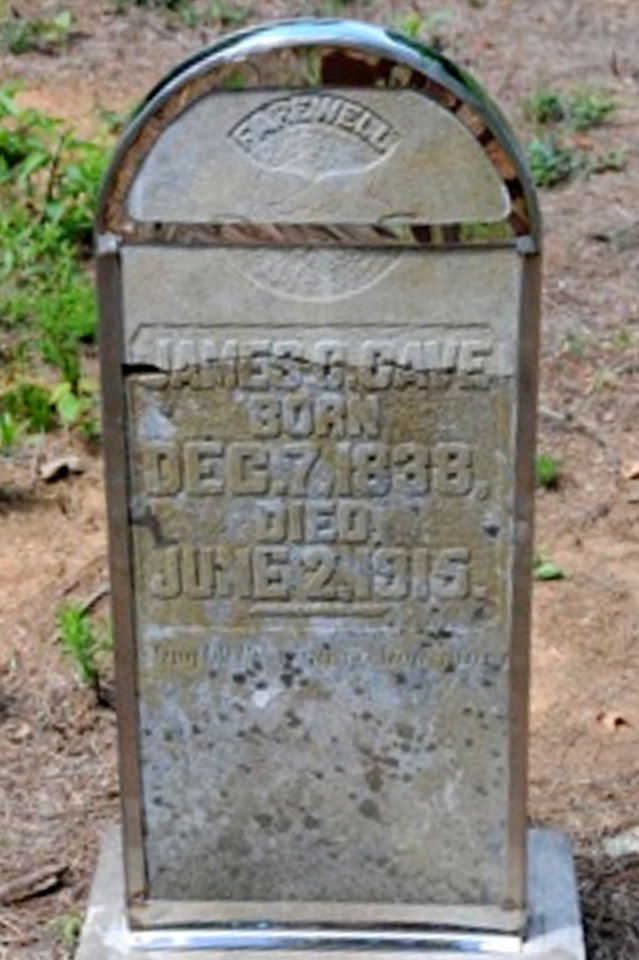 FAREWELL
JAMES C. CAVE
BORN
DEC. 7, 1838,
DIED,
JUNE 2, 1915.